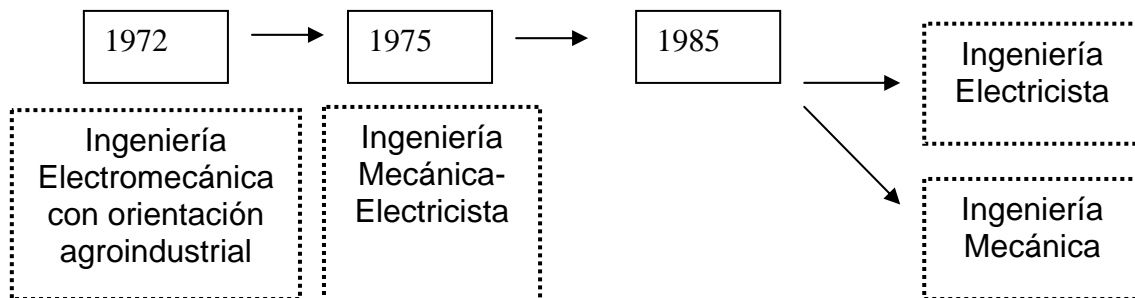 1972
1975
1985
Ingeniería
Electricista
Ingeniería
Electromecánica
con orientación
agroindustrial
Ingeniería
Mecánica-
Electricista
Ingeniería
Mecánica